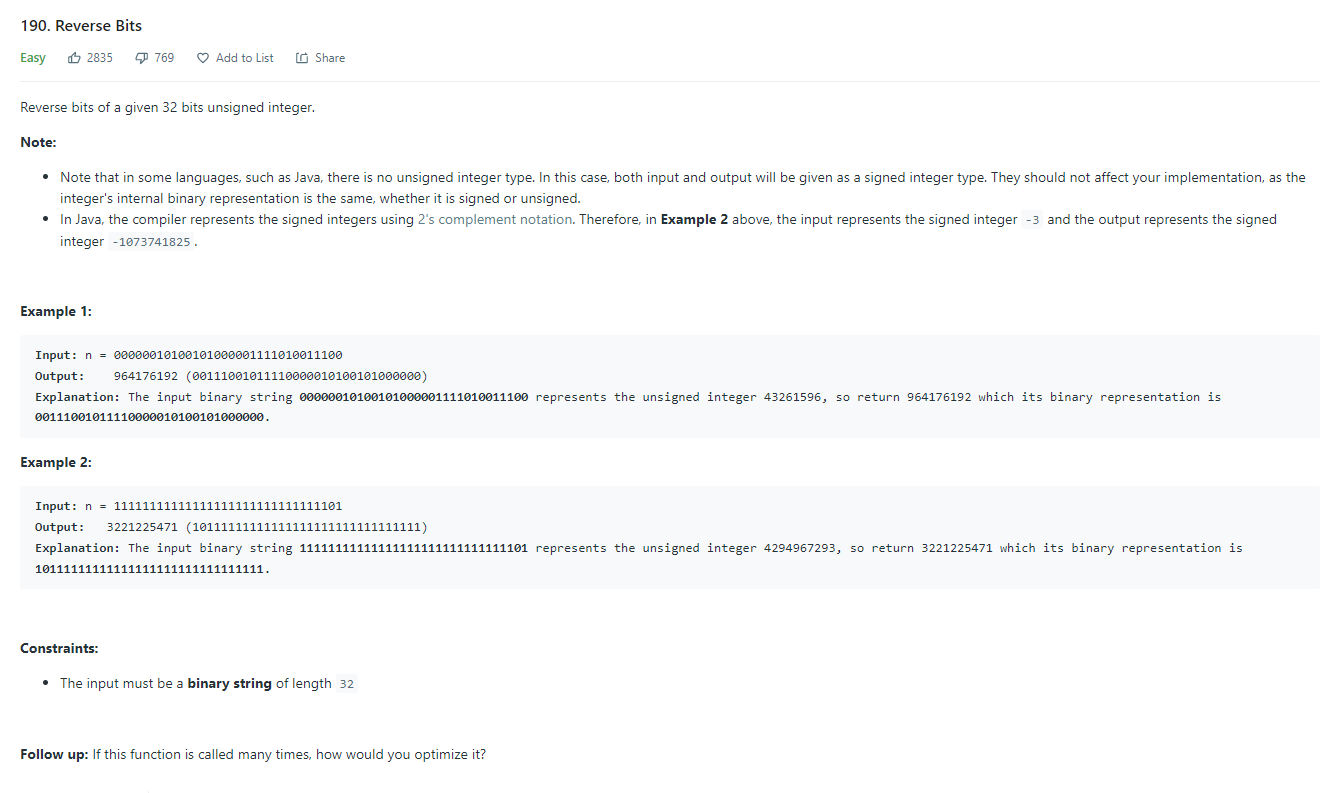 190. Reverse Bits
Easy 2835 769 Add to List Share
Reverse bits of a given 32 bits unsigned integer.
Note:
• Note that in some languages, such as Java, there is no unsigned integer type. In this case, both input and output will be given as a signed integer type. They should not affect your implementation, as the
integer's internal binary representation is the same, whether it is signed or unsigned.
• In Java, the compiler represents the signed integers using 2's complement notation. Therefore, in Example 2 above, the input represents the signed integer -3 and the output represents the signed
integer -1073741825.
Example 1:
Input: n = 00000010100101000001111010011100
Output: 964176192 (00111001011110000010100101000000)
Explanation: The input binary string 00000010100101000001111010011100 represents the unsigned integer 43261596, so return 964176192 which its binary representation is
00111001011110000010100101000000.
Example 2:
Input: n = 11111111111111111111111111111101
Output: 3221225471 (10111111111111111111111111111111)
Explanation: The input binary string 11111111111111111111111111111101 represents the unsigned integer 4294967293, so return 3221225471 which its binary representation is
10111111111111111111111111111111.
Constraints:
• The input must be a binary string of length 32
Follow up: If this function is called many times, how would you optimize it?